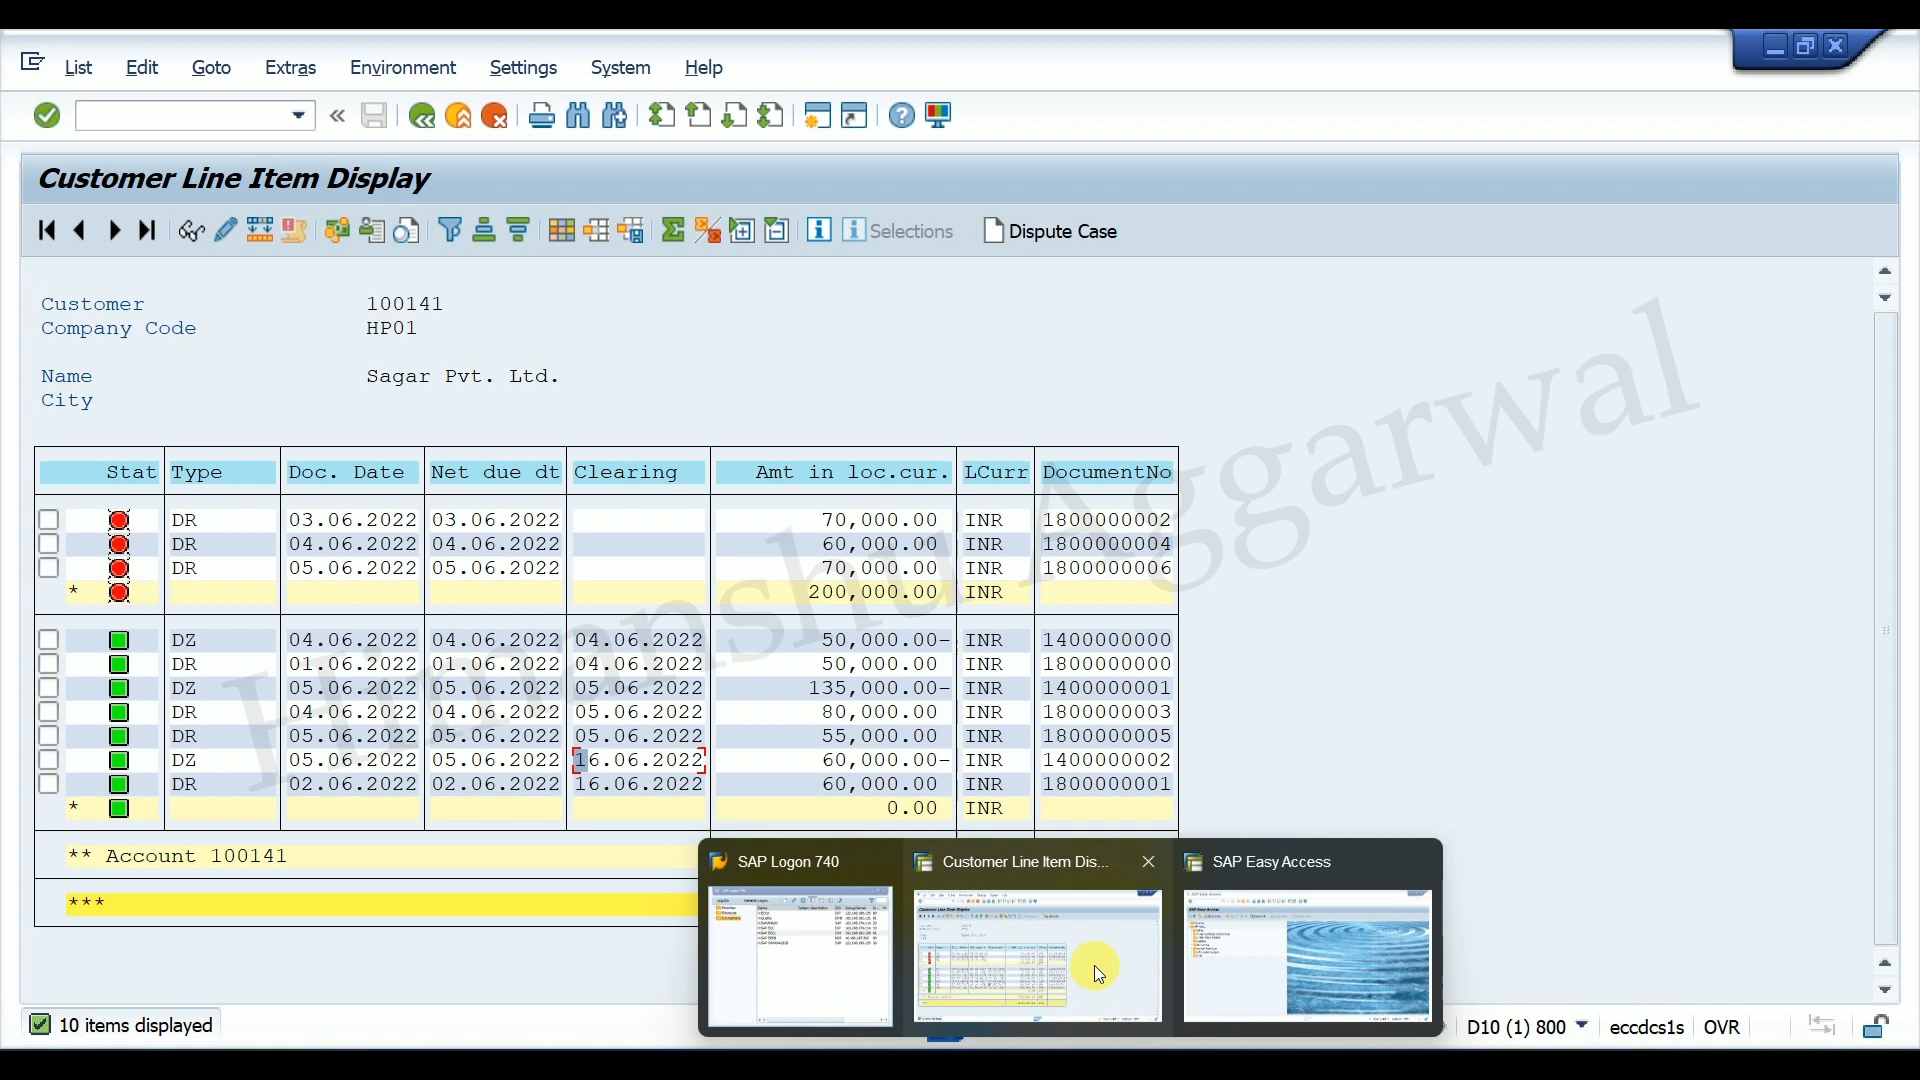 List Edit Goto Extras Environment Settings System Help
Customer Line Item Display
Selections Dispute Case
Customer 100141
Company Code HP01
Name Sagar Pvt. Ltd.
City
Stat Type Doc. Date Net due dt Clearing Amt in loc.cur. LCurr DocumentNo
DR 03.06.2022 03.06.2022 70,000.00 INR 1800000002
DR 04.06.2022 04.06.2022 60,000.00 INR 1800000004
DR 05.06.2022 05.06.2022 70,000.00 INR 1800000006
* 200,000.00 INR
DZ 04.06.2022 04.06.2022 04.06.2022 50,000.00- INR 1400000000
DR 01.06.2022 01.06.2022 04.06.2022 50,000.00 INR 1800000000
DZ 05.06.2022 05.06.2022 05.06.2022 135,000.00- INR 1400000001
DR 04.06.2022 04.06.2022 05.06.2022 80,000.00 INR 1800000003
DR 05.06.2022 05.06.2022 05.06.2022 55,000.00 INR 1800000005
DZ 05.06.2022 05.06.2022 16.06.2022 60,000.00- INR 1400000002
DR 02.06.2022 02.06.2022 16.06.2022 60,000.00 INR 1800000001
* 0.00 INR
** Account 100141
***
Himanshu Aggarwal
SAP Logon 740 Customer Line Item Dis... SAP Easy Access
10 items displayed D10 (1) 800 eccdcs1s OVR